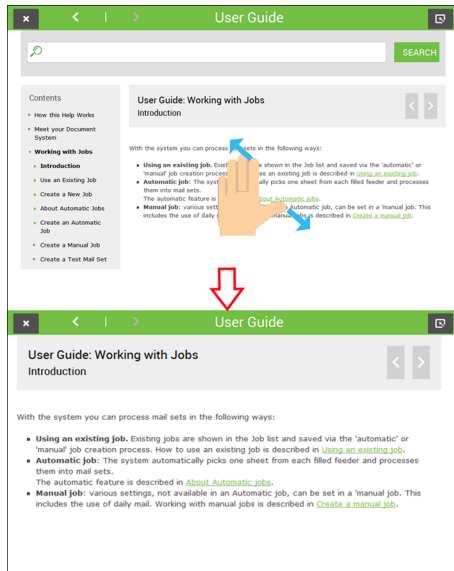 User Guide
SEARCH
Contents
How this Help Works
Meet your Document
System
Working with Jobs
Introduction
Use an Existing Job
Create a New Job
About Automatic Jobs
Create an Automatic
Job
Create a Manual Job
Create a Test Mail Set
User Guide: Working with Jobs
Introduction
With the system you can process sets in the following ways:
Using an existing job. Exist are shown in the Job list and saved via the 'automatic' or
'manual' job creation process. use an existing job is described in Using an existing job.
Automatic job: The syst ally picks one sheet from each filled feeder and processes
them into mail sets.
The automatic feature is About Automatic jobs.
Manual job: various sett Automatic job, can be set in a 'manual job. This
includes the use of daily manual jobs is described in Create a manual job.
User Guide
User Guide: Working with Jobs
Introduction
With the system you can process mail sets in the following ways:
Using an existing job. Existing jobs are shown in the Job list and saved via the 'automatic' or
'manual' job creation process. How to use an existing job is described in Using an existing job.
Automatic job: The system automatically picks one sheet from each filled feeder and processes
them into mail sets.
The automatic feature is described in About Automatic jobs.
Manual job: various settings, not available in an Automatic job, can be set in a 'manual job. This
includes the use of daily mail. Working with manual jobs is described in Create a manual job.